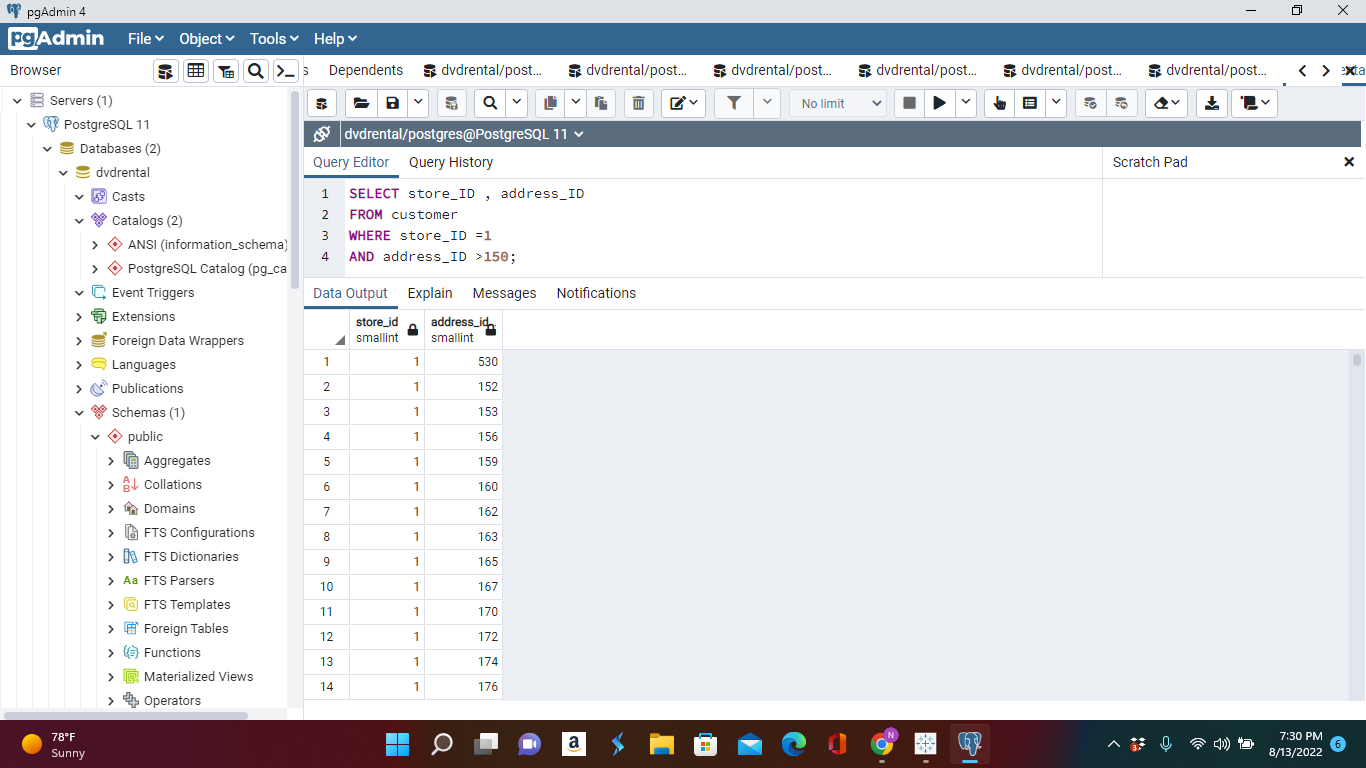 pgAdmin 4
pgAdmin File Object Tools Help
Browser
s Dependents dvdrental/post... dvdrental/post... dvdrental/post... dvdrental/post... dvdrental/post... dvdrental/post...
No limit
dvdrental/postgres@PostgreSQL 11
Query Editor Query History
Scratch Pad
1 SELECT store_ID , address_ID
2 FROM customer
3 WHERE store_ID =1
4 AND address_ID >150;
Data Output Explain Messages Notifications
store_id address_id
smallint smallint
1 1 530
2 1 152
3 1 153
4 1 156
5 1 159
6 1 160
7 1 162
8 1 163
9 1 165
10 1 167
11 1 170
12 1 172
13 1 174
14 1 176
Servers (1)
PostgreSQL 11
Databases (2)
dvdrental
Casts
Catalogs (2)
ANSI (information_schema)
PostgreSQL Catalog (pg_ca
Event Triggers
Extensions
Foreign Data Wrappers
Languages
Publications
Schemas (1)
public
Aggregates
Collations
Domains
FTS Configurations
FTS Dictionaries
Aa FTS Parsers
FTS Templates
Foreign Tables
Functions
Materialized Views
Operators
78°F
Sunny
a
N
7:30 PM
8/13/2022
6